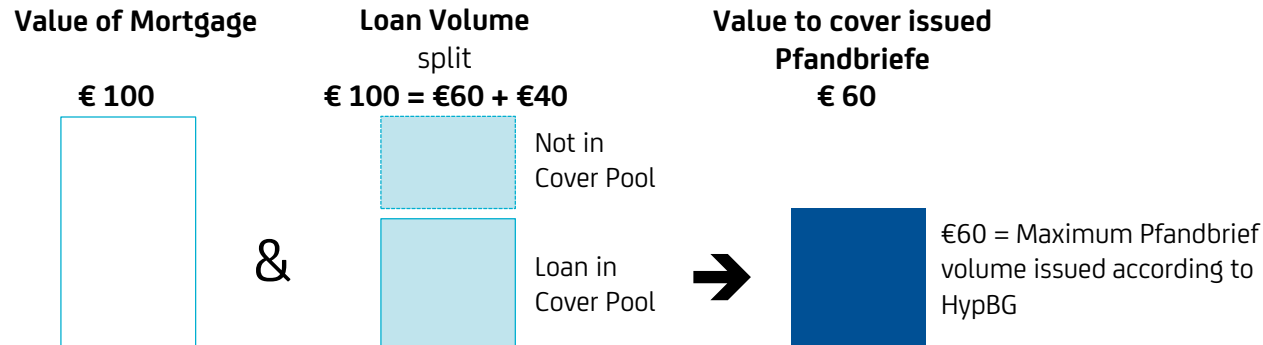 Value of Mortgage
€ 100
Loan Volume
split
€ 100 = €60 + €40
Value to cover issued
Pfandbriefe
€ 60
Not in
Cover Pool
&
Loan in
Cover Pool
€60 = Maximum Pfandbrief
volume issued according to
HypBG